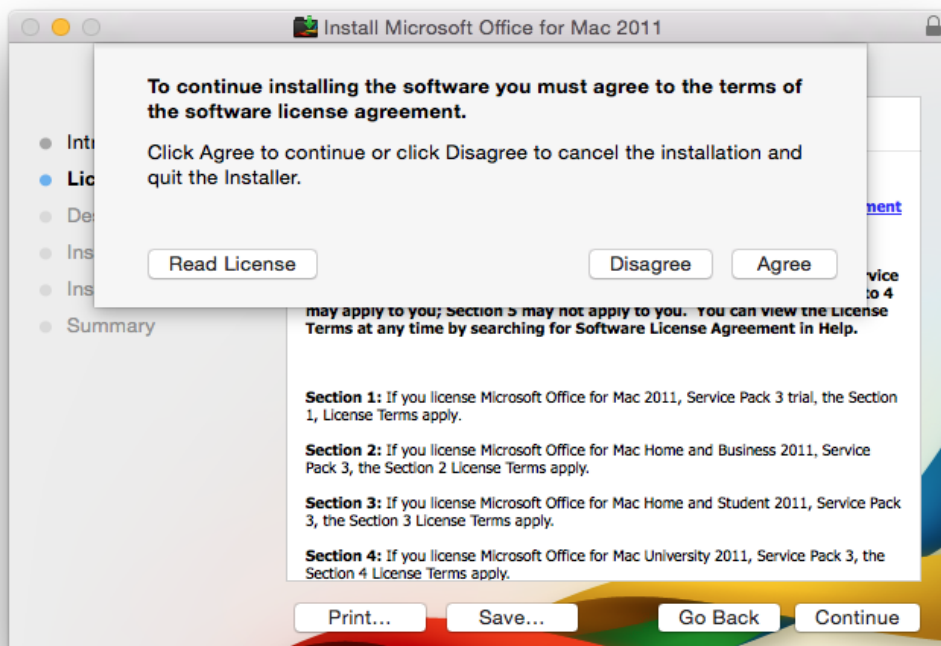 Install Microsoft Office for Mac 2011
To continue installing the software you must agree to the terms of
the software license agreement.
Click Agree to continue or click Disagree to cancel the installation and
quit the Installer.
Read License
Disagree
Agree
Summary
may apply to you; Section 5 may not apply to you. You can view the License
Terms at any time by searching for Software License Agreement in Help.
Section 1: If you license Microsoft Office for Mac 2011, Service Pack 3 trial, the Section
1, License Terms apply.
Section 2: If you license Microsoft Office for Mac Home and Business 2011, Service
Pack 3, the Section 2 License Terms apply.
Section 3: If you license Microsoft Office for Mac Home and Student 2011, Service Pack
3, the Section 3 License Terms apply.
Section 4: If you license Microsoft Office for Mac University 2011, Service Pack 3, the
Section 4 License Terms apply.
Print...
Save...
Go Back
Continue